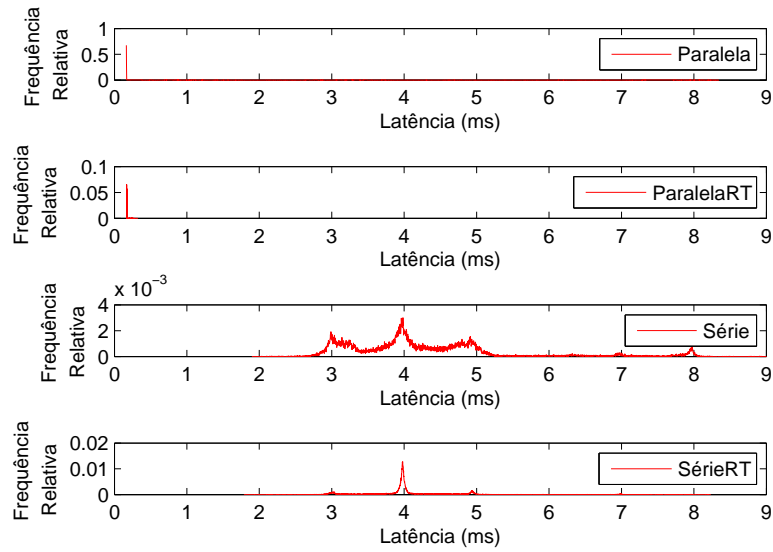 Frequência
Relativa
1
0.5
0
Paralela
0 1 2 3 4 5 6 7 8 9
Latência (ms)
Frequência
Relativa
0.1
0.05
0
ParalelaRT
0 1 2 3 4 5 6 7 8 9
Latência (ms)
Frequência
Relativa
x 10⁻³
4
2
0
Série
0 1 2 3 4 5 6 7 8 9
Latência (ms)
Frequência
Relativa
0.02
0.01
0
SérieRT
0 1 2 3 4 5 6 7 8 9
Latência (ms)